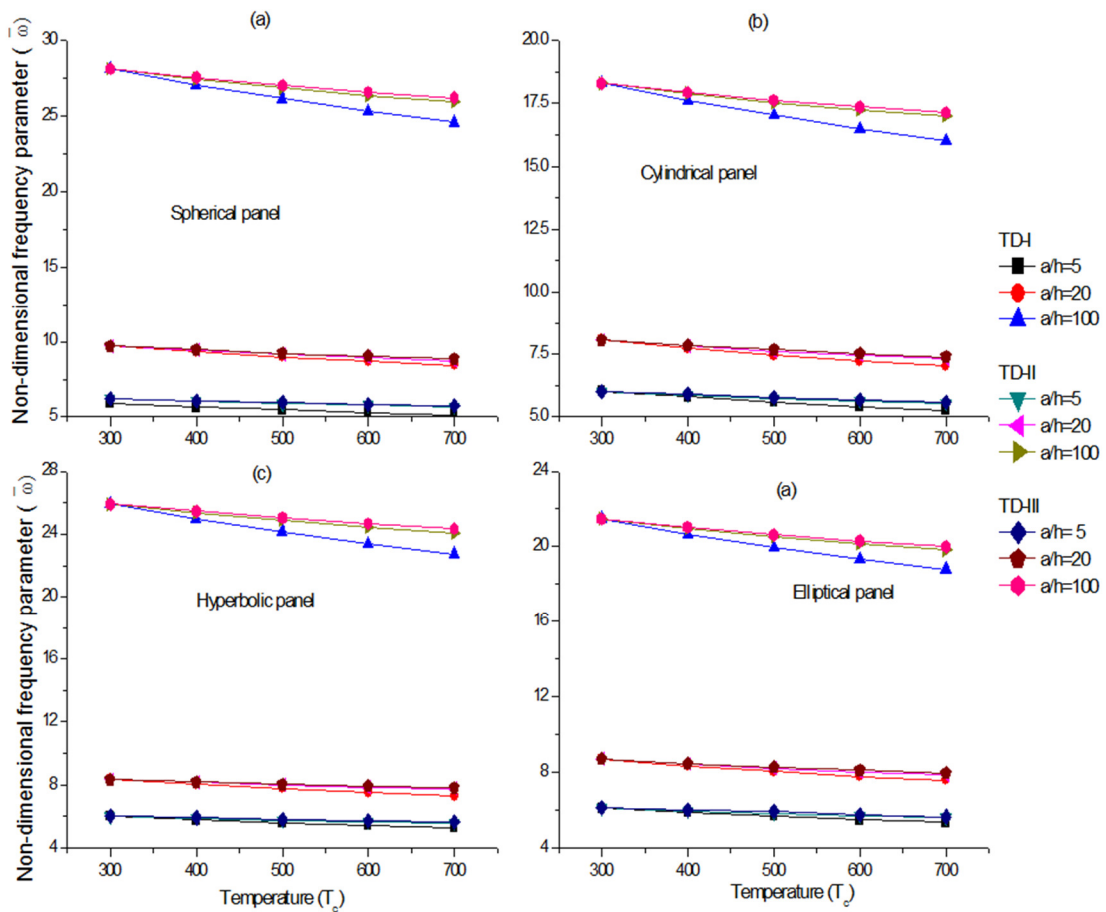 (a)
(b)
Non-dimensional frequency parameter ( ω̅ )
30
25
20
15
10
5
Spherical panel
300 400 500 600 700
20.0
17.5
15.0
12.5
10.0
7.5
5.0
Cylindrical panel
300 400 500 600 700
TD-I
a/h=5
a/h=20
a/h=100
TD-II
a/h=5
a/h=20
a/h=100
TD-III
a/h= 5
a/h=20
a/h=100
(c)
(a)
Non-dimensional frequency parameter ( ω̅ )
28
24
20
16
12
8
4
Hyperbolic panel
300 400 500 600 700
Temperature (T_c)
24
20
16
12
8
4
Elliptical panel
300 400 500 600 700
Temperature (T_c)